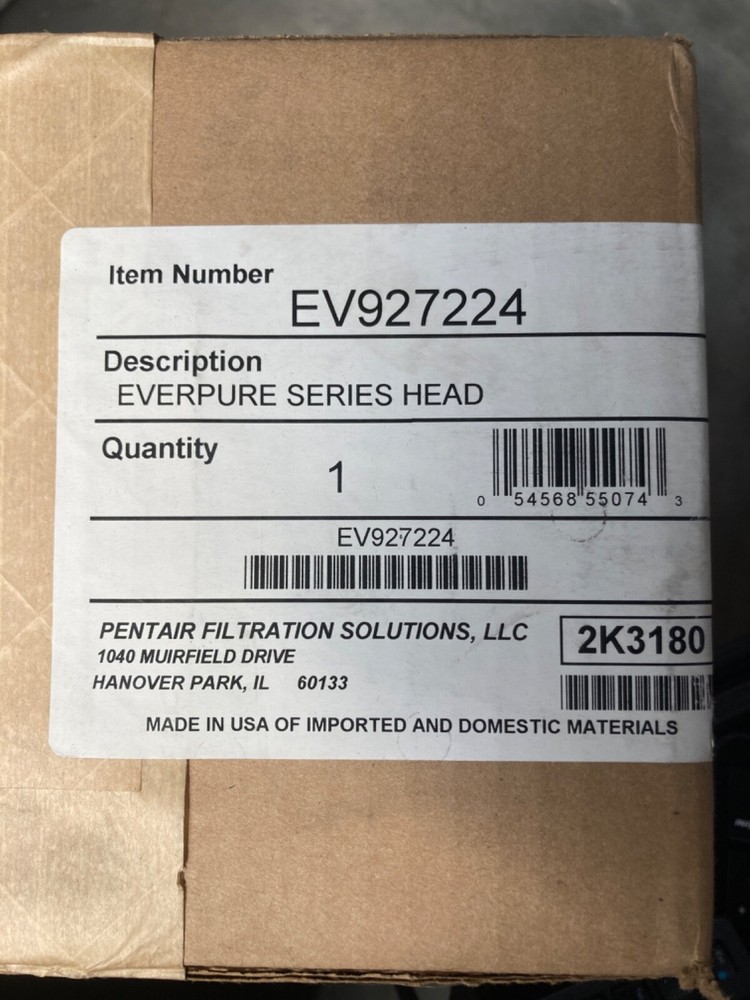 Item Number
EV927224
Description
EVERPURE SERIES HEAD
Quantity
1
0 54568 55074 3
EV927224
PENTAIR FILTRATION SOLUTIONS, LLC
1040 MUIRFIELD DRIVE
HANOVER PARK, IL 60133
2K3180
MADE IN USA OF IMPORTED AND DOMESTIC MATERIALS